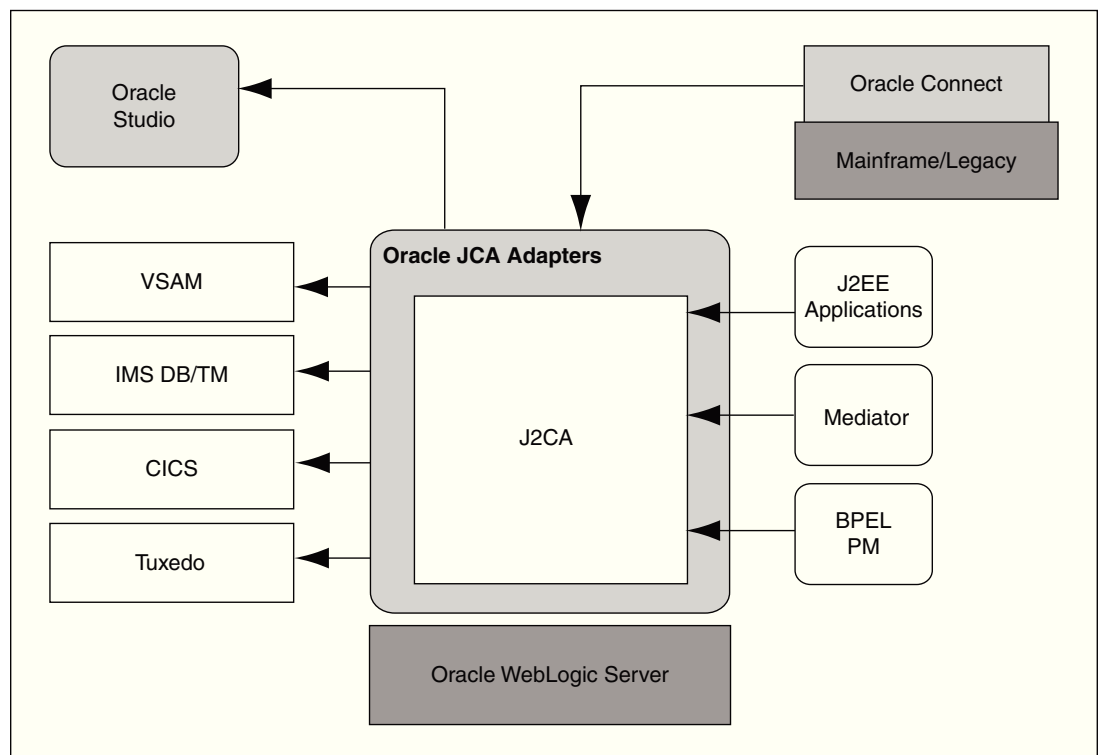 Oracle
Studio
Oracle Connect
Mainframe/Legacy
Oracle JCA Adapters
VSAM
IMS DB/TM
CICS
Tuxedo
J2CA
J2EE
Applications
Mediator
BPEL
PM
Oracle WebLogic Server